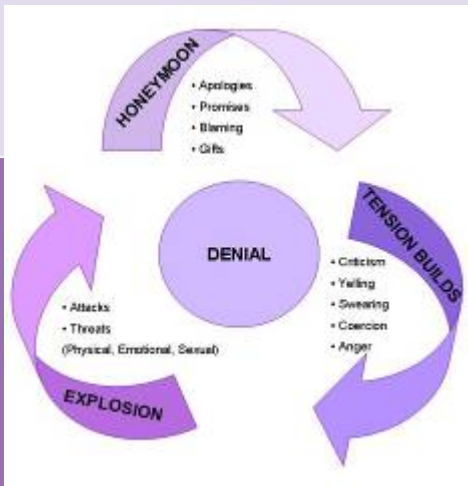 HONEYMOON
• Apologies
• Promises
• Blaming
• Gifts
DENIAL
TENSION BUILDS
• Criticism
• Yelling
• Swearing
• Coercion
• Anger
• Attacks
• Threats
(Physical, Emotional, Sexual)
EXPLOSION